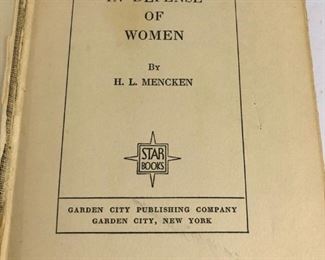 IN DEFENSE
OF
WOMEN
BY
H. L. MENCKEN
STAR
BOOKS
GARDEN CITY PUBLISHING COMPANY
GARDEN CITY, NEW YORK